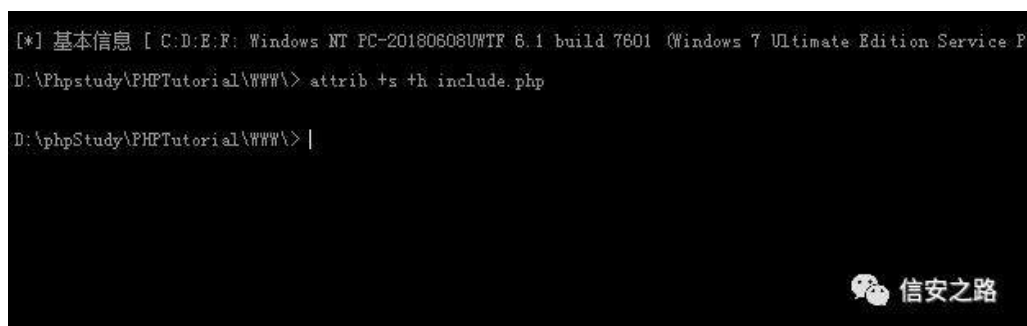 [*] 基本信息 [ C:D:E:F: Windows NT PC-20180608UWTF 6.1 build 7601 (Windows 7 Ultimate Edition Service P
D:\Phpstudy\PHPTutorial\WWW\> attrib +s +h include.php
D:\phpStudy\PHPTutorial\WWW\>
信安之路